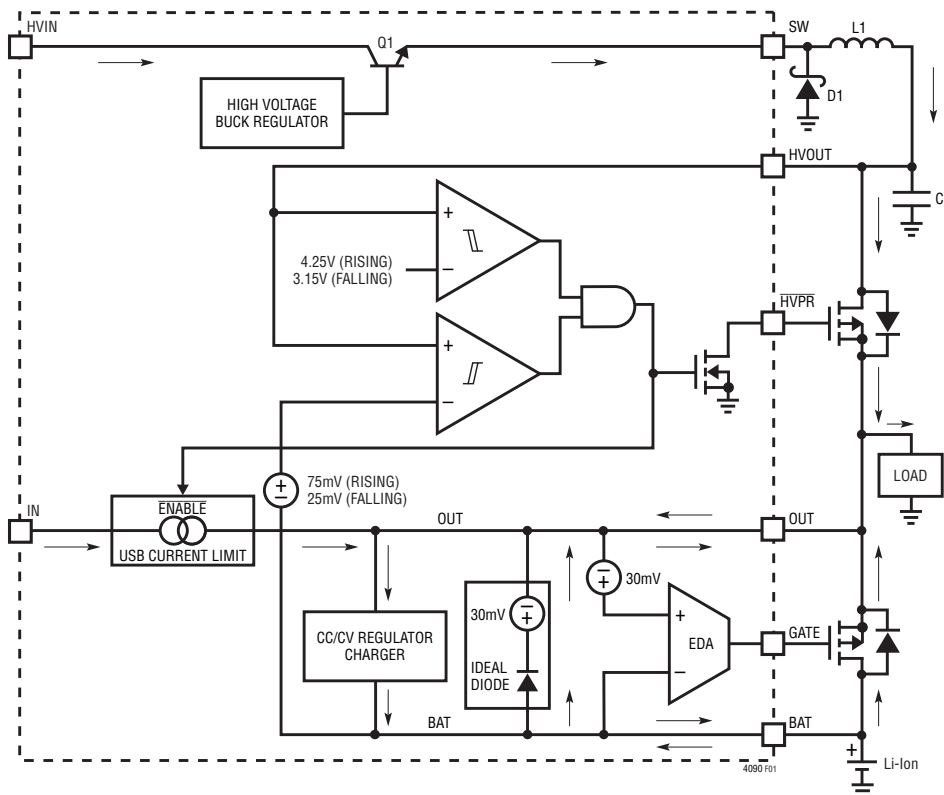 HVIN
Q1
SW
L1
HIGH VOLTAGE
BUCK REGULATOR
D1
HVOUT
C
+
4.25V (RISING)
3.15V (FALLING)
–
HVPR
+
–
LOAD
75mV (RISING)
25mV (FALLING)
+
–
IN
ENABLE
USB CURRENT LIMIT
OUT
OUT
–
+
30mV
30mV
–
+
CC/CV REGULATOR
CHARGER
IDEAL
DIODE
+
EDA
–
GATE
BAT
BAT
+
Li-Ion
4090 F01